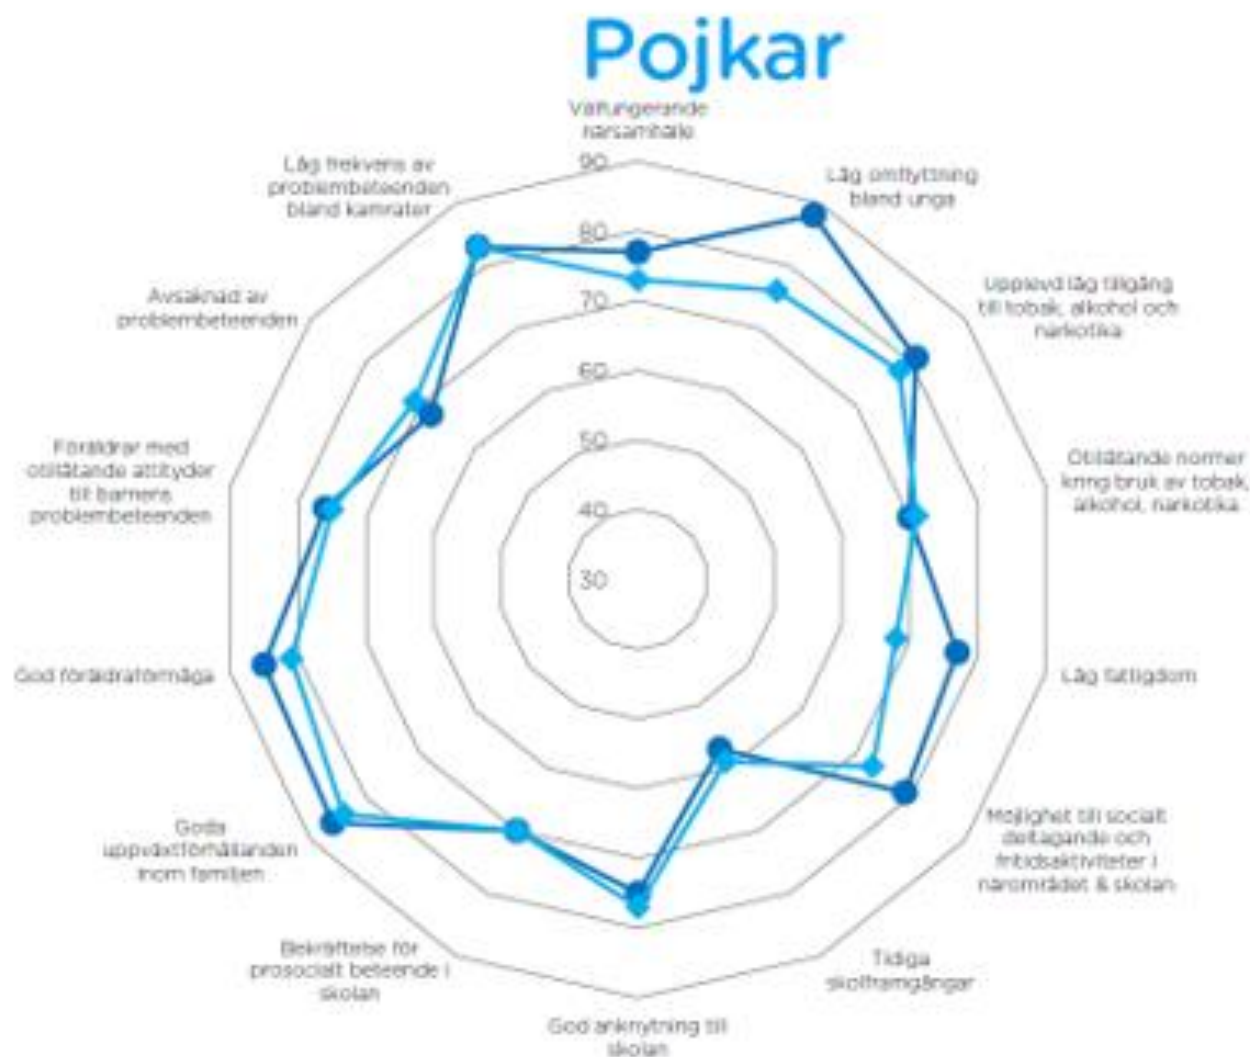 Pojkar
Välfungerande
närsamhälle
Låg omflyttning
bland unga
Upplevd låg tillgång
till tobak, alkohol och
narkotika
Otillåtande normer
kring bruk av tobak,
alkohol, narkotika
Låg fattigdom
Möjlighet till socialt
deltagande och
fritidsaktiviteter i
närområdet & skolan
Tidiga
skolframgångar
God anknytning till
skolan
Bekräftelse för
prosocialt beteende i
skolan
Goda
uppväxtförhållanden
inom familjen
God föräldraförmåga
Föräldrar med
otillåtande attityder
till barnens
problembeteenden
Avsaknad av
problembeteenden
Låg frekvens av
problembeteenden
bland kamrater
90
80
70
60
50
40
30